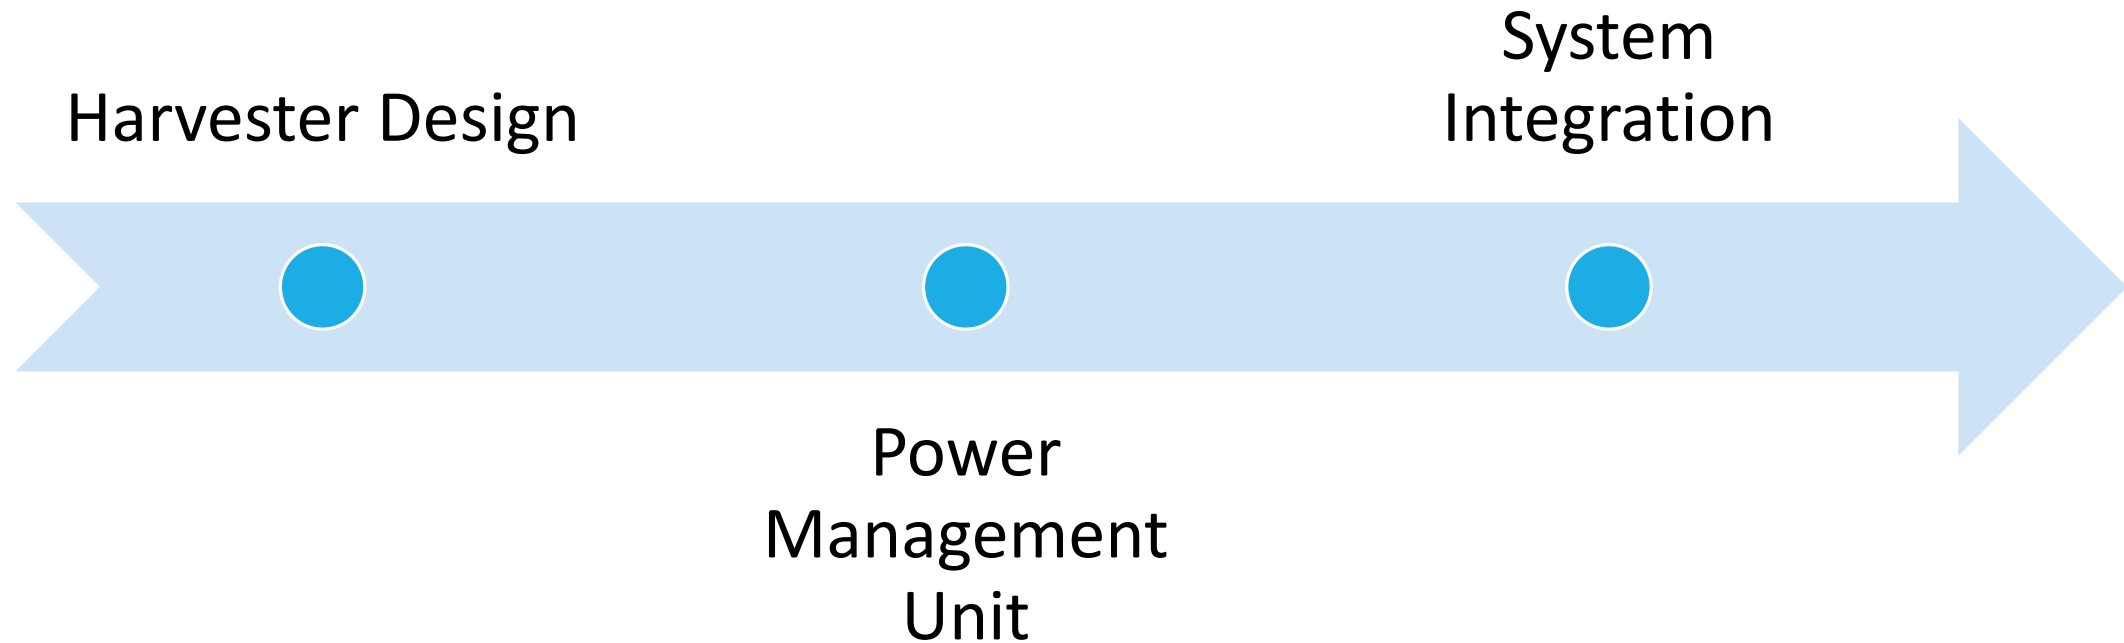 Harvester Design
Power
Management
Unit
System
Integration